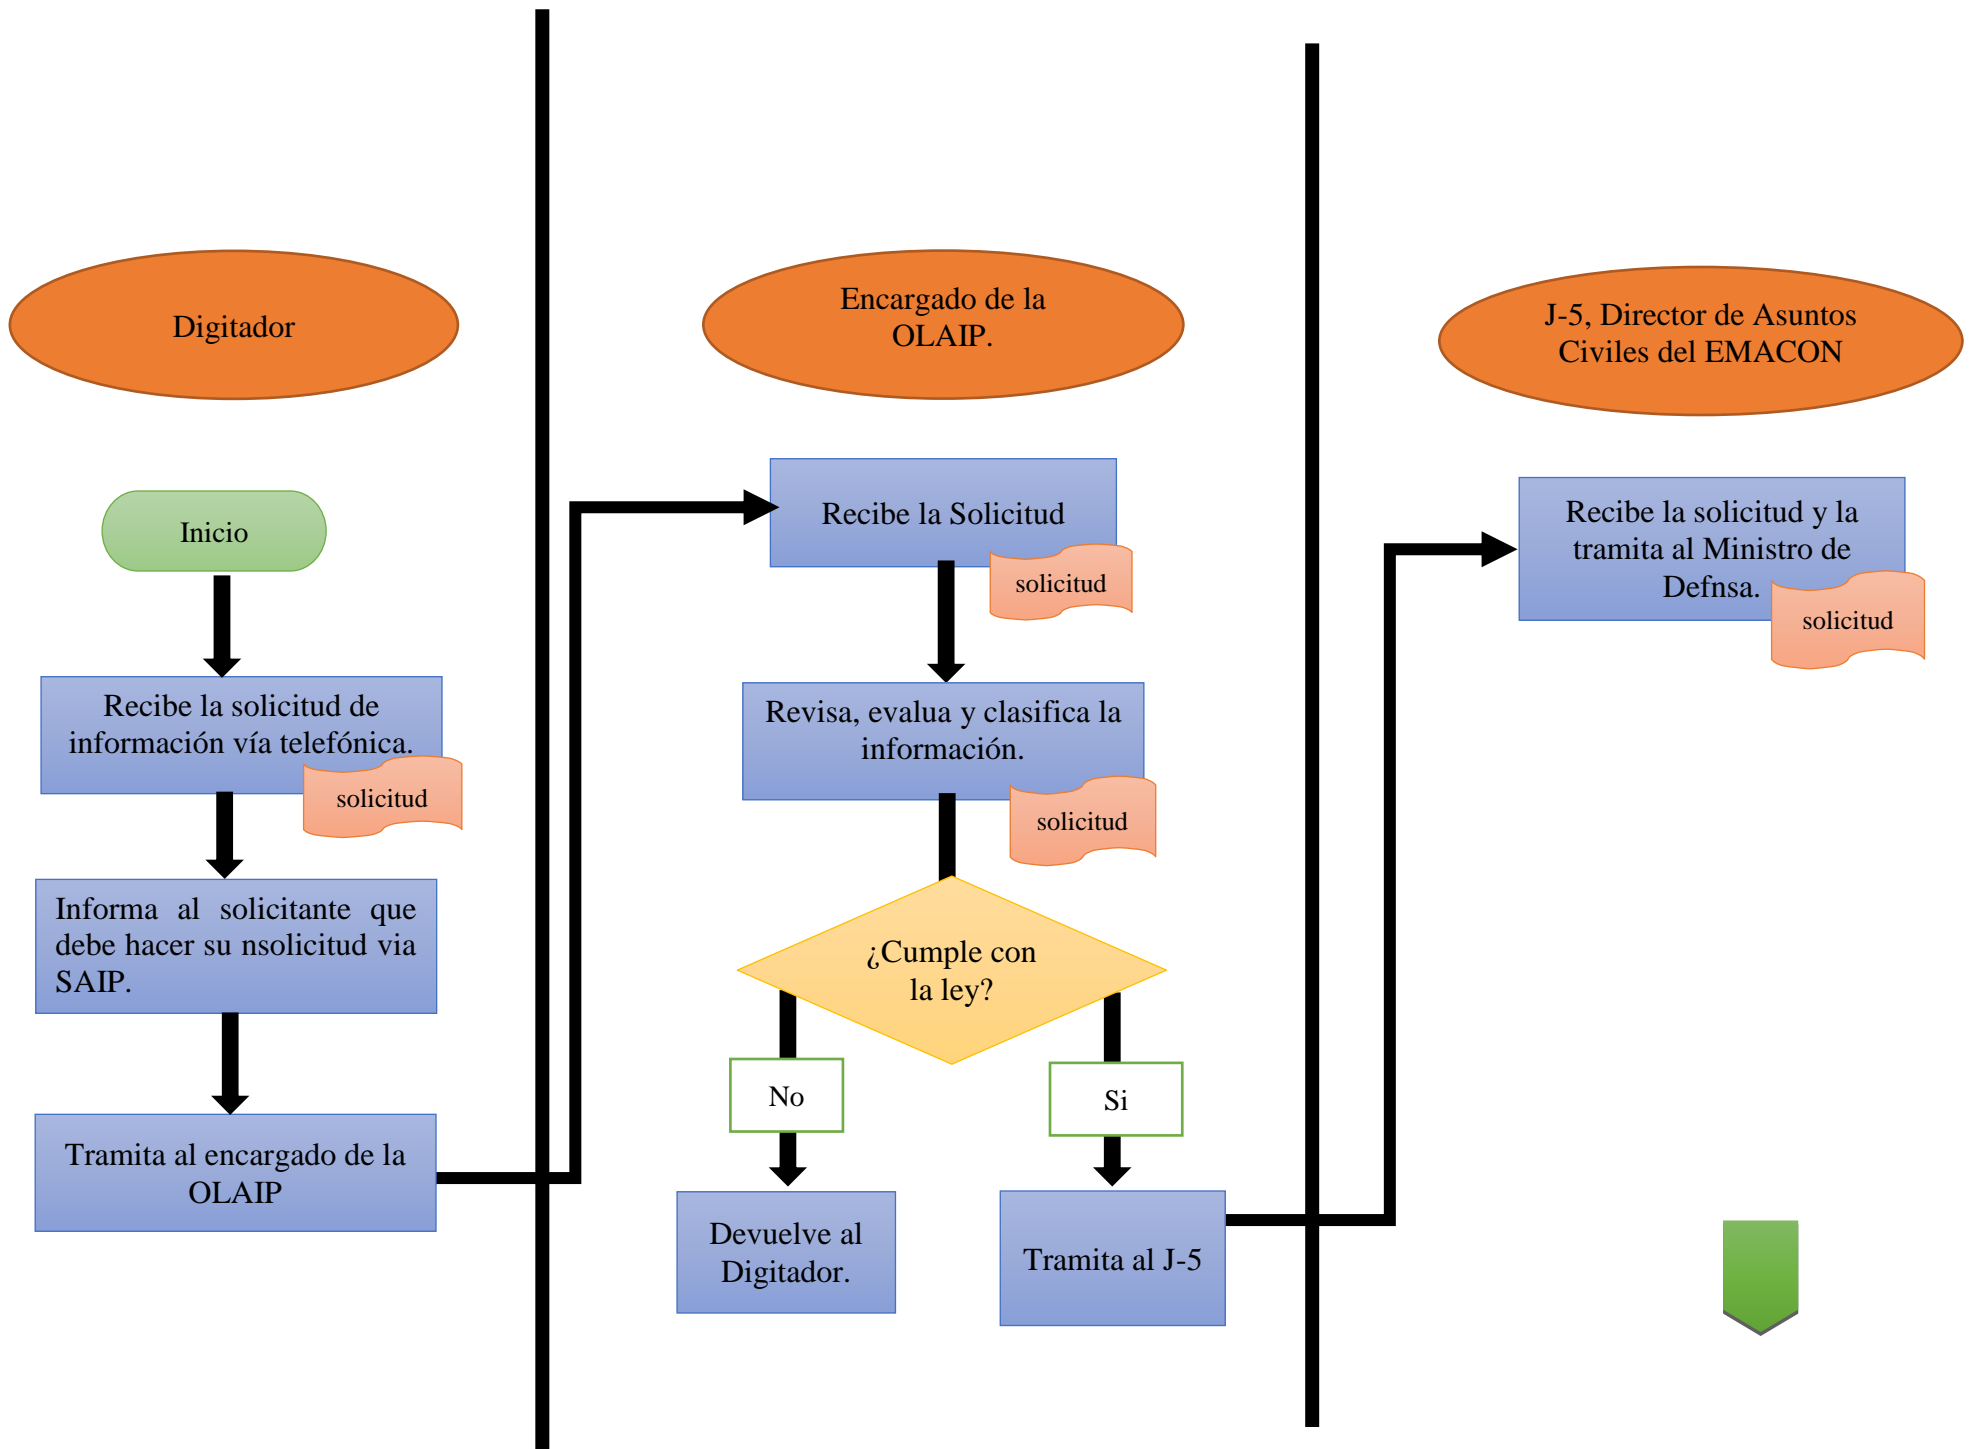 Digitador
Inicio
Recibe la solicitud de
información vía telefónica.
solicitud
Informa al solicitante que
debe hacer su nsolicitud via
SAIP.
Tramita al encargado de la
OLAIP
Encargado de la
OLAIP.
Recibe la Solicitud
solicitud
Revisa, evalua y clasifica la
información.
solicitud
¿Cumple con
la ley?
No
Si
Devuelve al
Digitador.
Tramita al J-5
J-5, Director de Asuntos
Civiles del EMACON
Recibe la solicitud y la
tramita al Ministro de
Defnsa.
solicitud